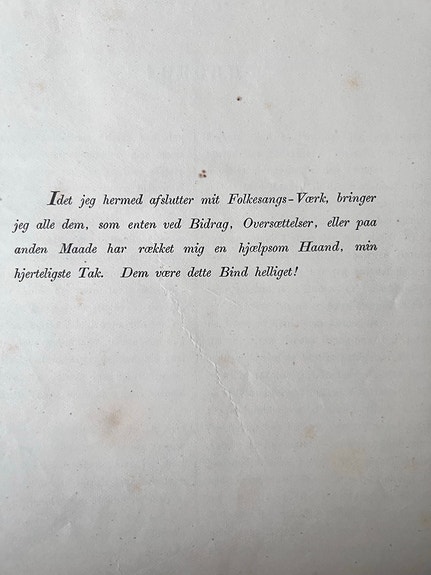 Idet jeg hermed afslutter mit Folkesangs-Værk, bringer
jeg alle dem, som enten ved Bidrag, Oversættelser, eller paa
anden Maade har rækket mig en hjælpsom Haand, min
hjerteligste Tak. Dem være dette Bind helliget!